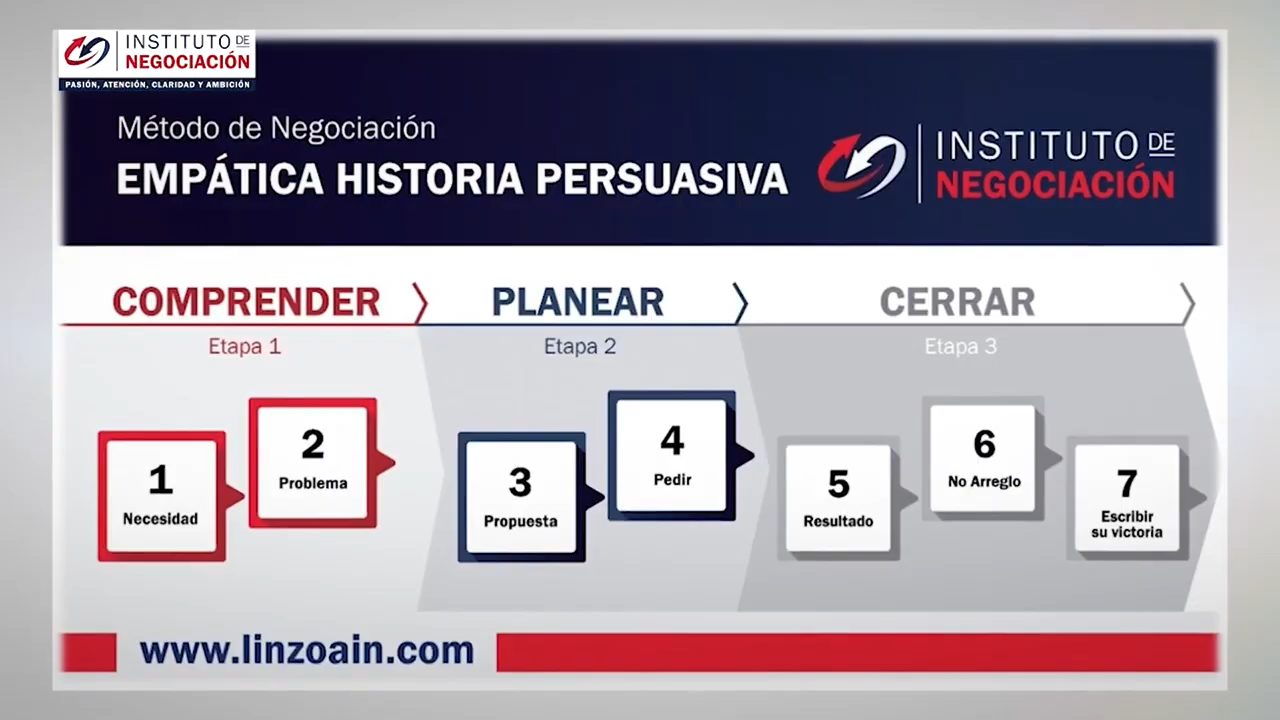 INSTITUTO DE
NEGOCIACIÓN
PASIÓN, ATENCIÓN, CLARIDAD Y AMBICIÓN
Método de Negociación
EMPÁTICA HISTORIA PERSUASIVA
INSTITUTO DE
NEGOCIACIÓN
COMPRENDER
Etapa 1
1
Necesidad
2
Problema
PLANEAR
Etapa 2
3
Propuesta
4
Pedir
CERRAR
Etapa 3
5
Resultado
6
No Arreglo
7
Escribir
su victoria
www.linzoain.com